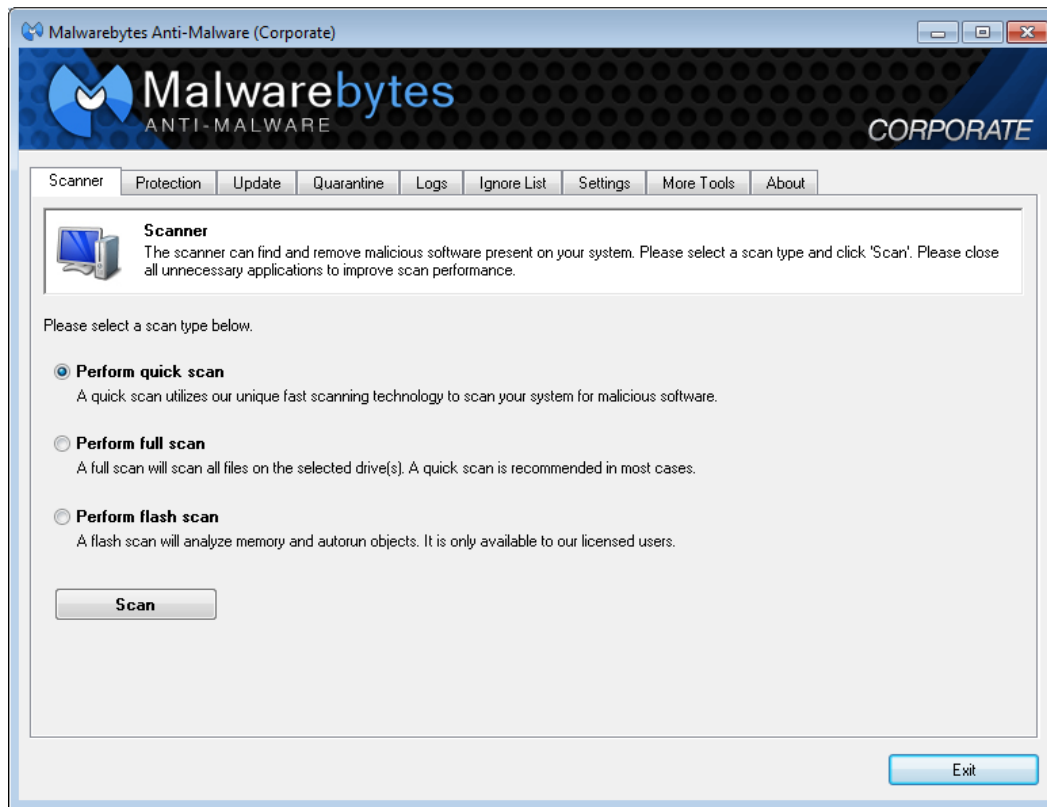 Malwarebytes Anti-Malware (Corporate)
Malwarebytes
ANTI-MALWARE
CORPORATE
Scanner Protection Update Quarantine Logs Ignore List Settings More Tools About
Scanner
The scanner can find and remove malicious software present on your system. Please select a scan type and click 'Scan'. Please close
all unnecessary applications to improve scan performance.
Please select a scan type below.
Perform quick scan
A quick scan utilizes our unique fast scanning technology to scan your system for malicious software.
Perform full scan
A full scan will scan all files on the selected drive(s). A quick scan is recommended in most cases.
Perform flash scan
A flash scan will analyze memory and autorun objects. It is only available to our licensed users.
Scan
Exit